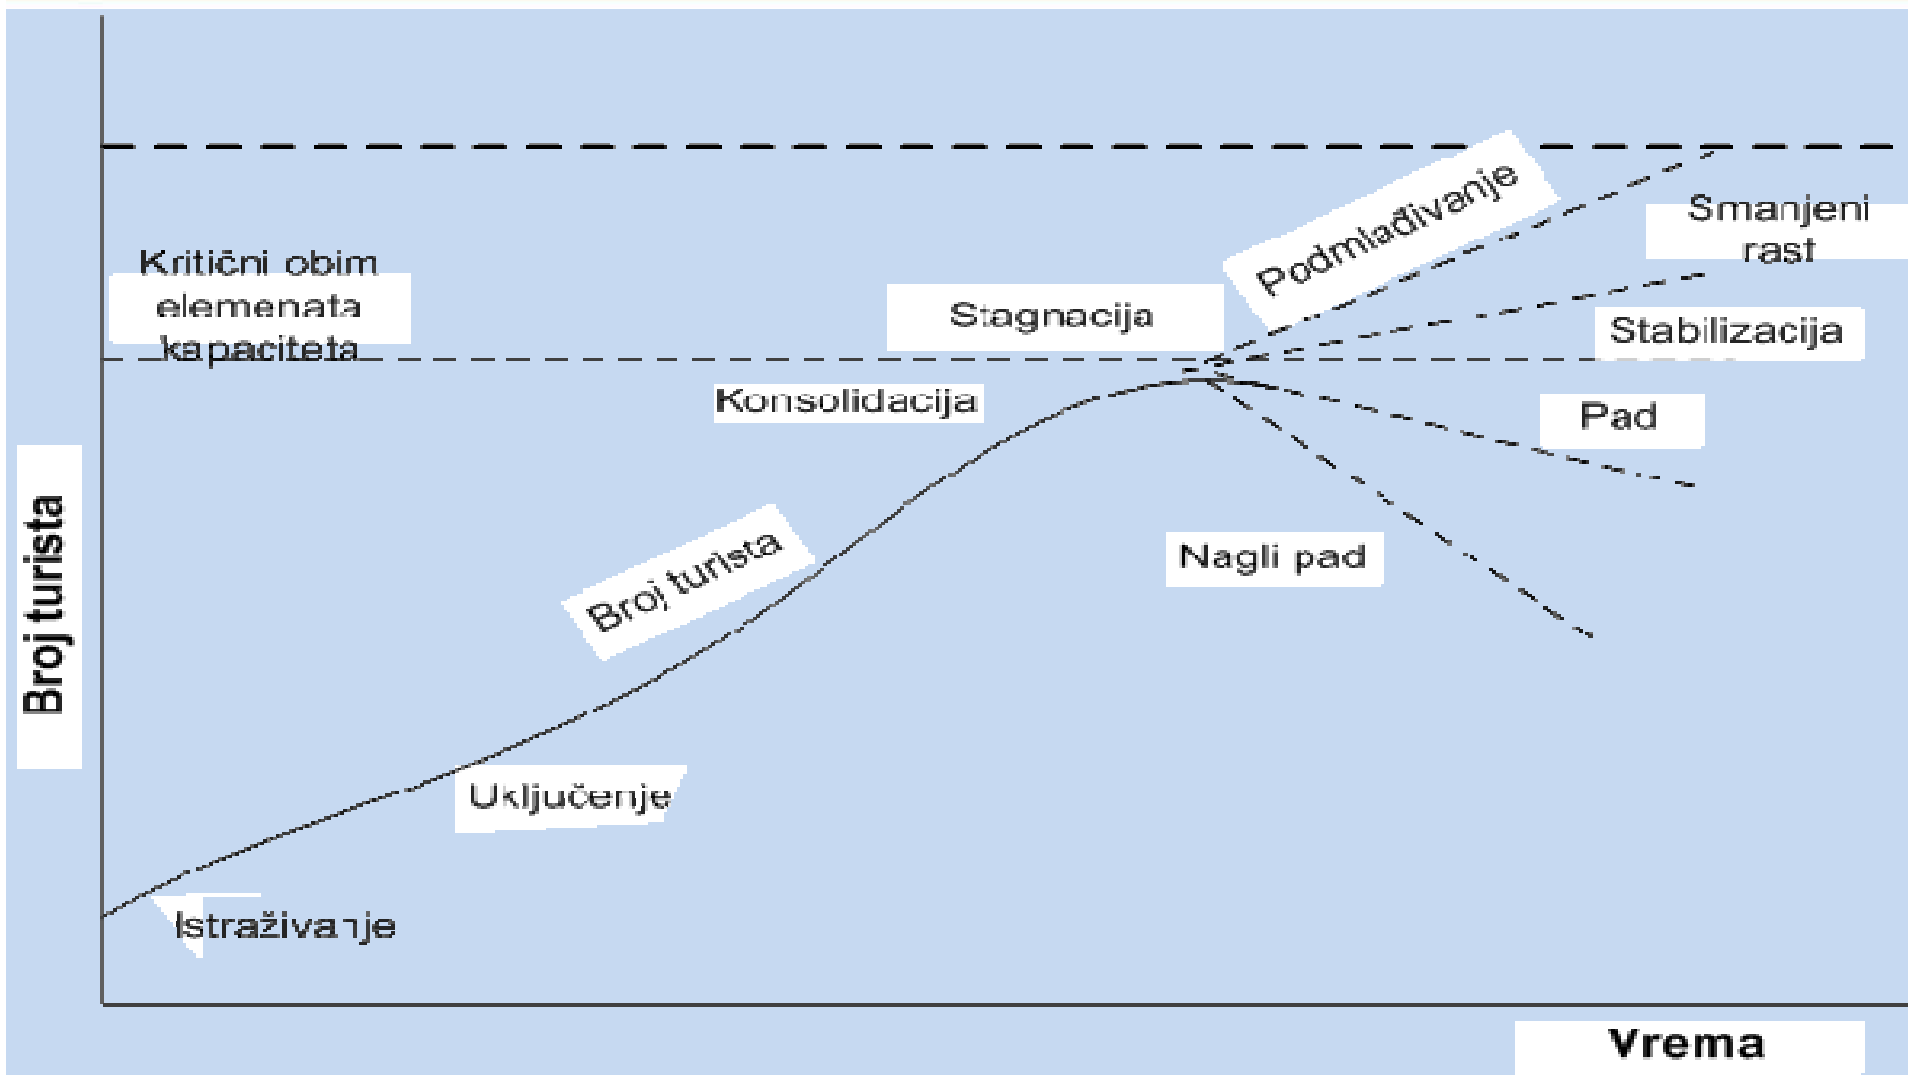 Podmlađivanje
Smanjeni
rast
Kritični obim
elemenata
kapaciteta
Stagnacija
Stabilizacija
Konsolidacija
Pad
Broj turista
Nagli pad
Broj turista
Uključenje
Istraživanje
Vrema